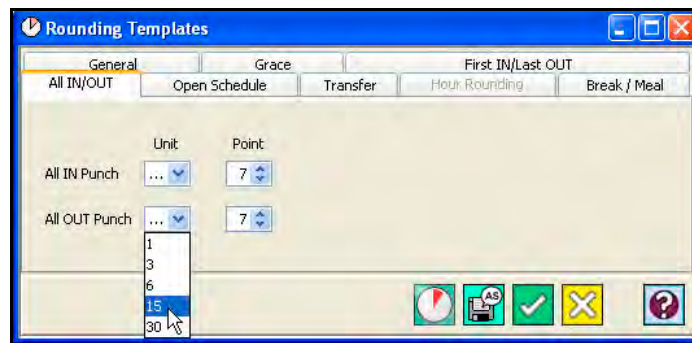 Rounding Templates
General Grace First IN/Last OUT
All IN/OUT Open Schedule Transfer Hour Rounding Break / Meal
Unit Point
All IN Punch ... 7
All OUT Punch ... 7
1
3
6
15
30
AS
?